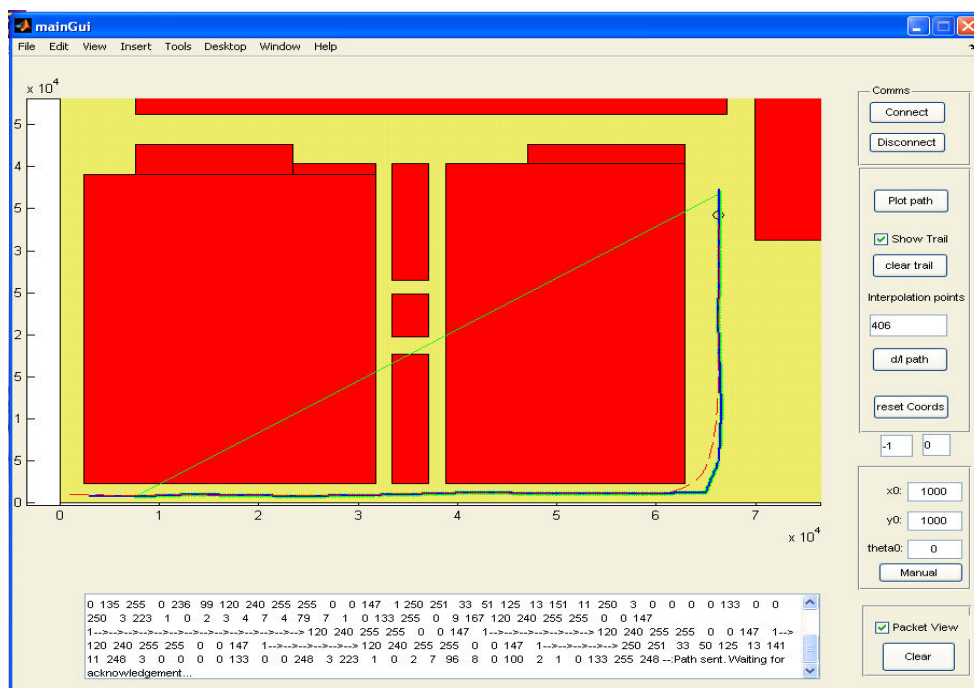 mainGui
File Edit View Insert Tools Desktop Window Help
x 10^4
5
4
5
3
5
2
5
1
5
0
0 1 2 3 4 5 6 7
x 10^4
Comms
Connect
Disconnect
Plot path
Show Trail
clear trail
Interpolation points
406
d/l path
reset Coords
-1 0
x0: 1000
y0: 1000
theta0: 0
Manual
Packet View
Clear
0 135 255 0 236 99 120 240 255 255 0 0 147 1 250 251 33 51 125 13 151 11 250 3 0 0 0 0 133 0 0
250 3 223 1 0 2 3 4 7 4 79 7 1 0 133 255 0 9 167 120 240 255 255 0 0 147
1-->-->-->-->-->-->-->-->-->-->-->--> 120 240 255 255 0 0 147 1-->-->-->-->-->--> 120 240 255 255 0 0 147 1-->
120 240 255 255 0 0 147 1-->-->-->-->--> 120 240 255 255 0 0 147 1-->-->-->--> 250 251 33 50 125 13 141
11 248 3 0 0 0 0 133 0 0 248 3 223 1 0 2 7 96 8 0 100 2 1 0 133 255 248 --:Path sent. Waiting for
acknowledgement...